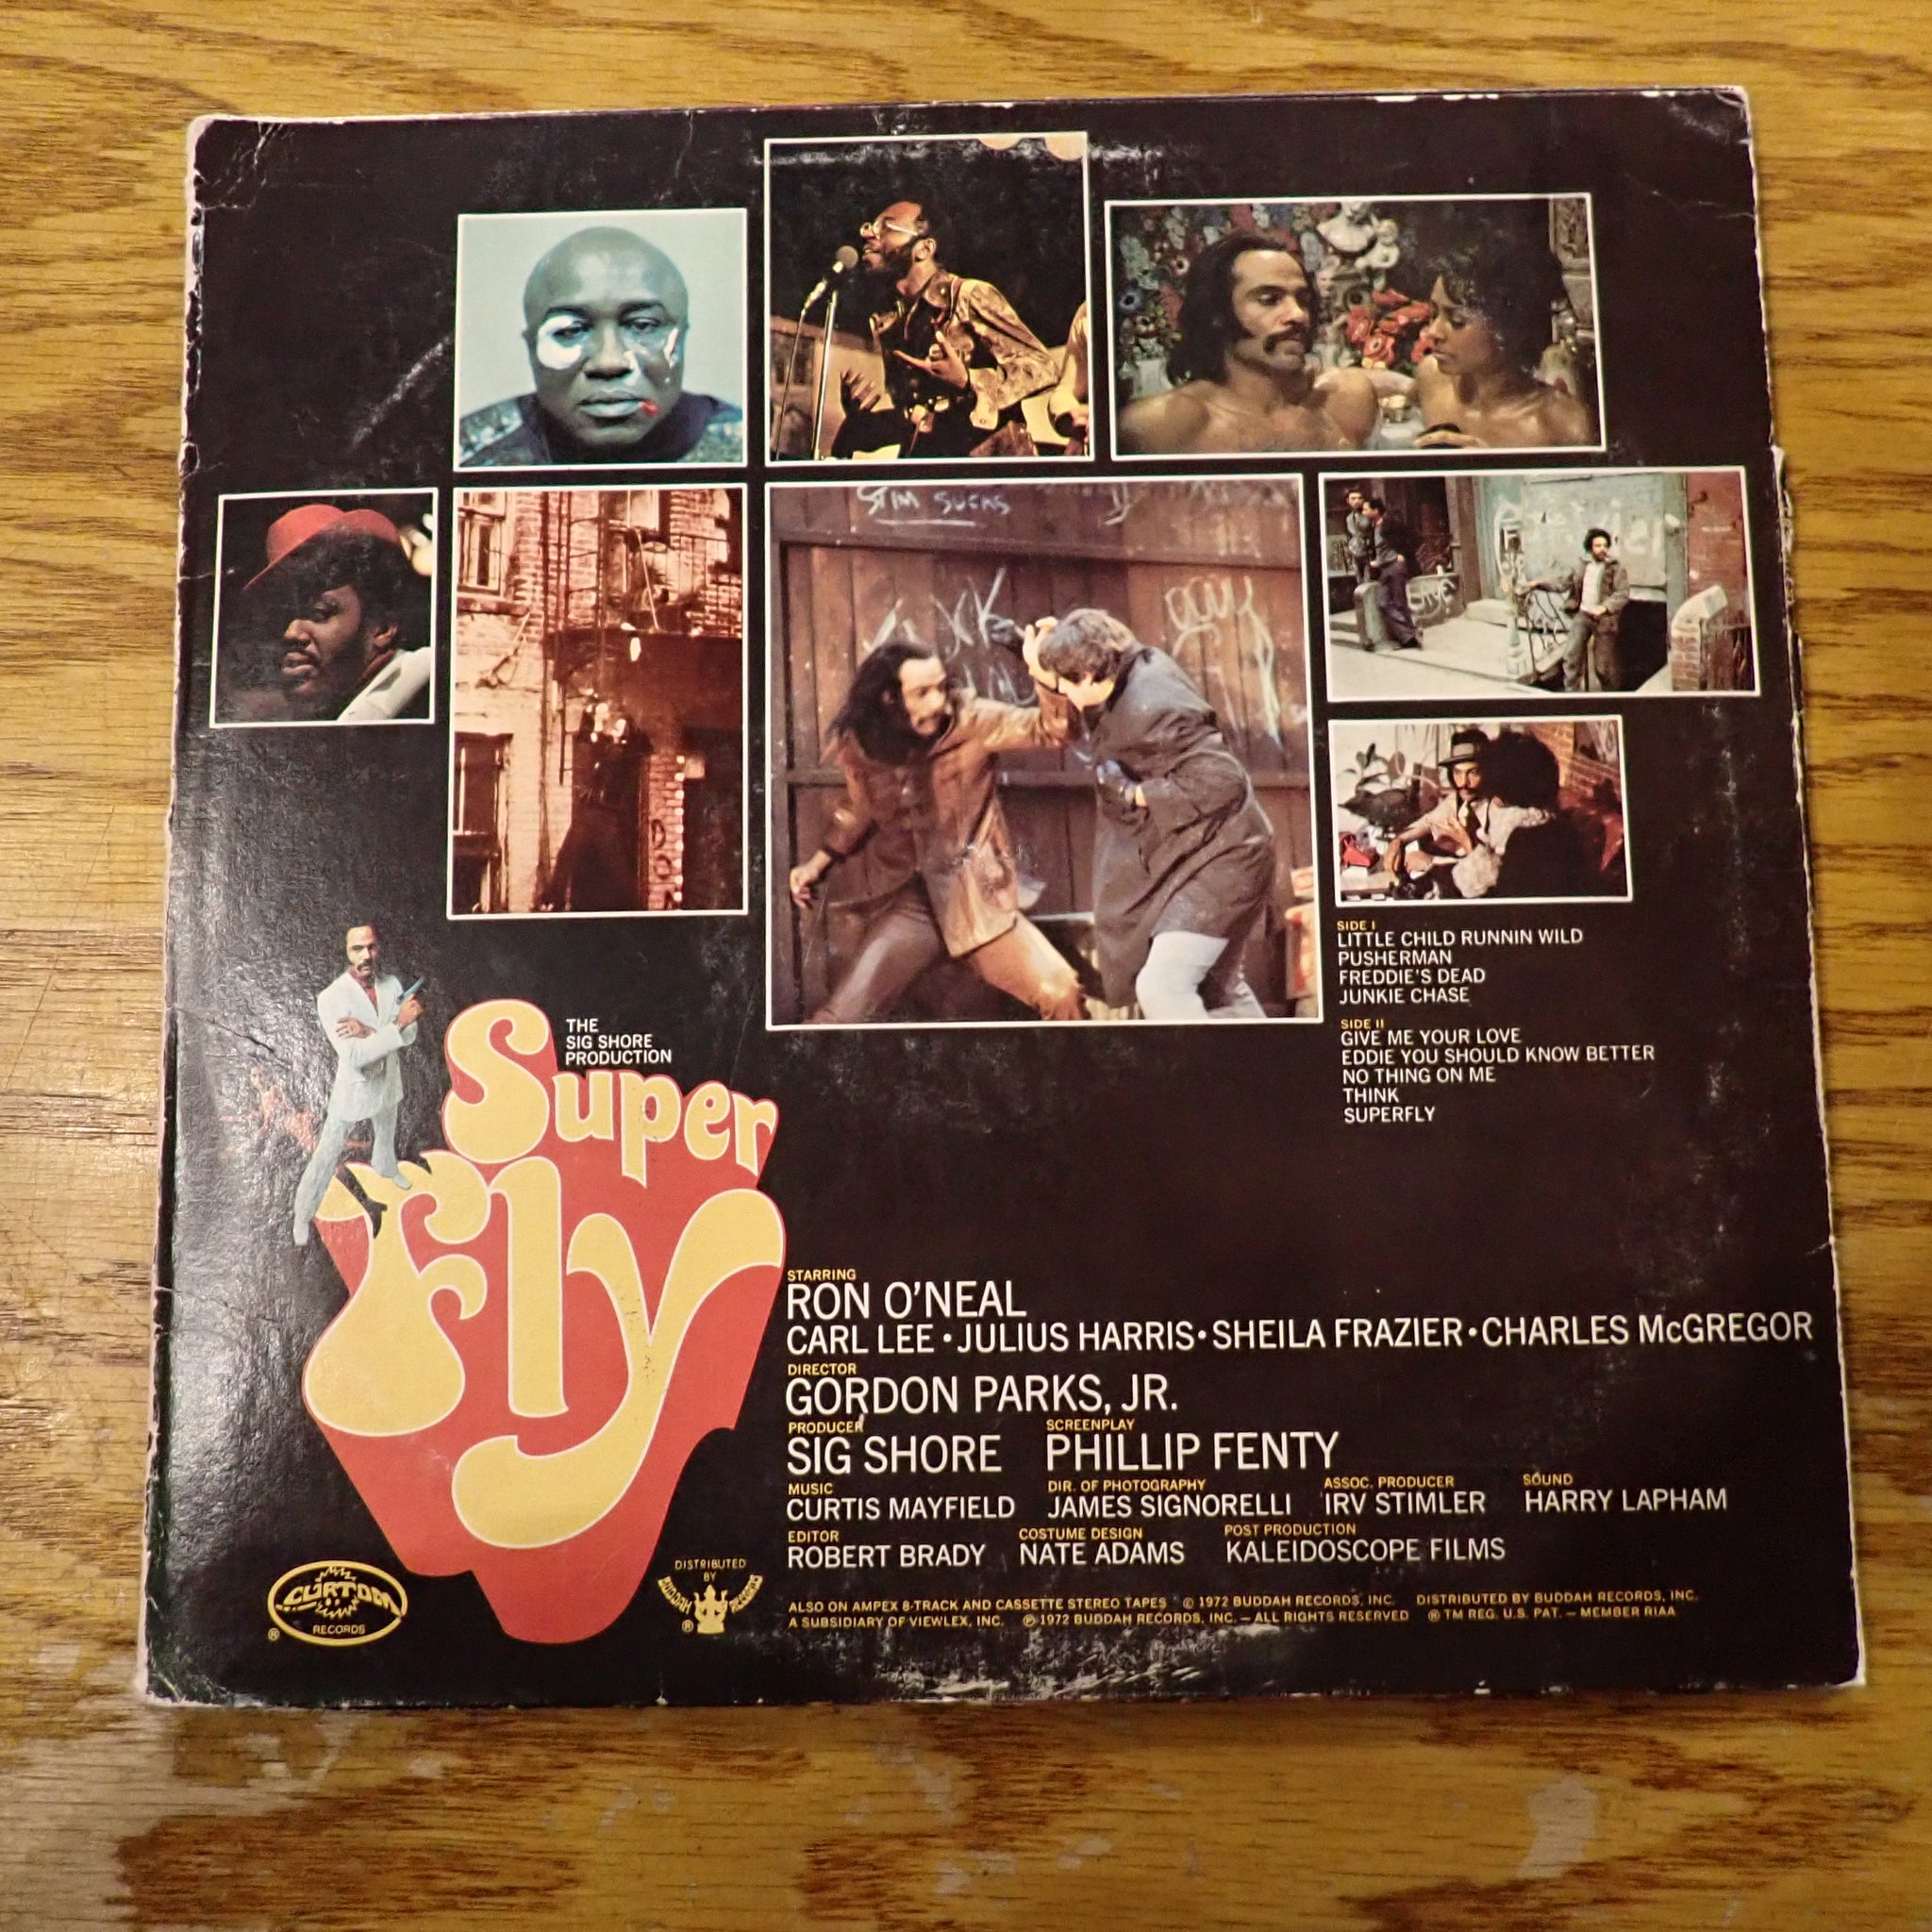 STIM SUCKS
SIDE I
LITTLE CHILD RUNNIN WILD
PUSHERMAN
FREDDIE'S DEAD
JUNKIE CHASE
SIDE II
GIVE ME YOUR LOVE
EDDIE YOU SHOULD KNOW BETTER
NO THING ON ME
THINK
SUPERFLY
THE
SIG SHORE
PRODUCTION
Super
fly
STARRING
RON O'NEAL
CARL LEE • JULIUS HARRIS • SHEILA FRAZIER • CHARLES McGREGOR
DIRECTOR
GORDON PARKS, JR.
PRODUCER SCREENPLAY
SIG SHORE PHILLIP FENTY
MUSIC DIR. OF PHOTOGRAPHY ASSOC. PRODUCER SOUND
CURTIS MAYFIELD JAMES SIGNORELLI IRV STIMLER HARRY LAPHAM
EDITOR COSTUME DESIGN POST PRODUCTION
ROBERT BRADY NATE ADAMS KALEIDOSCOPE FILMS
CURTOM
RECORDS
®
DISTRIBUTED
BY
BUDDAH RECORDS
®
ALSO ON AMPEX 8-TRACK AND CASSETTE STEREO TAPES © 1972 BUDDAH RECORDS, INC. DISTRIBUTED BY BUDDAH RECORDS, INC.
A SUBSIDIARY OF VIEWLEX, INC. ℗ 1972 BUDDAH RECORDS, INC. — ALL RIGHTS RESERVED ® TM REG. U.S. PAT. — MEMBER RIAA